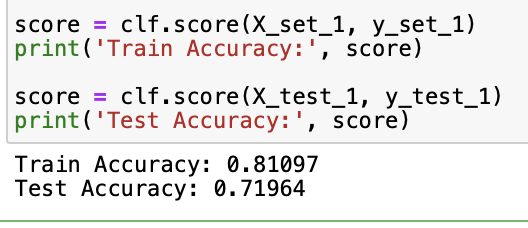 score = clf.score(X_set_1, y_set_1)
print('Train Accuracy:', score)
score = clf.score(X_test_1, y_test_1)
print('Test Accuracy:', score)
Train Accuracy: 0.81097
Test Accuracy: 0.71964